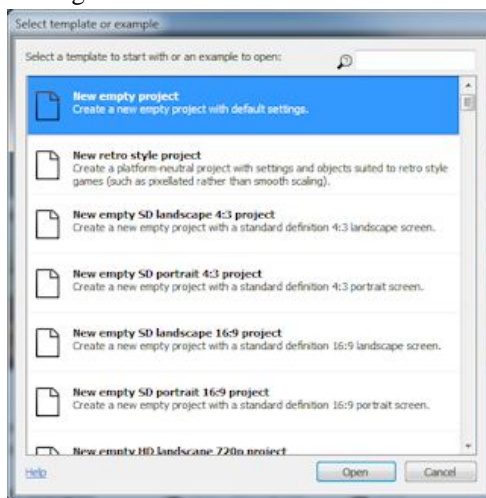 Select template or example
Select a template to start with or an example to open:
New empty project
Create a new empty project with default settings.
New retro style project
Create a platform-neutral project with settings and objects suited to retro style
games (such as pixellated rather than smooth scaling).
New empty SD landscape 4:3 project
Create a new empty project with a standard definition 4:3 landscape screen.
New empty SD portrait 4:3 project
Create a new empty project with a standard definition 4:3 portrait screen.
New empty SD landscape 16:9 project
Create a new empty project with a standard definition 16:9 landscape screen.
New empty SD portrait 16:9 project
Create a new empty project with a standard definition 16:9 portrait screen.
New empty HD landscape 720p project
Help
Open
Cancel